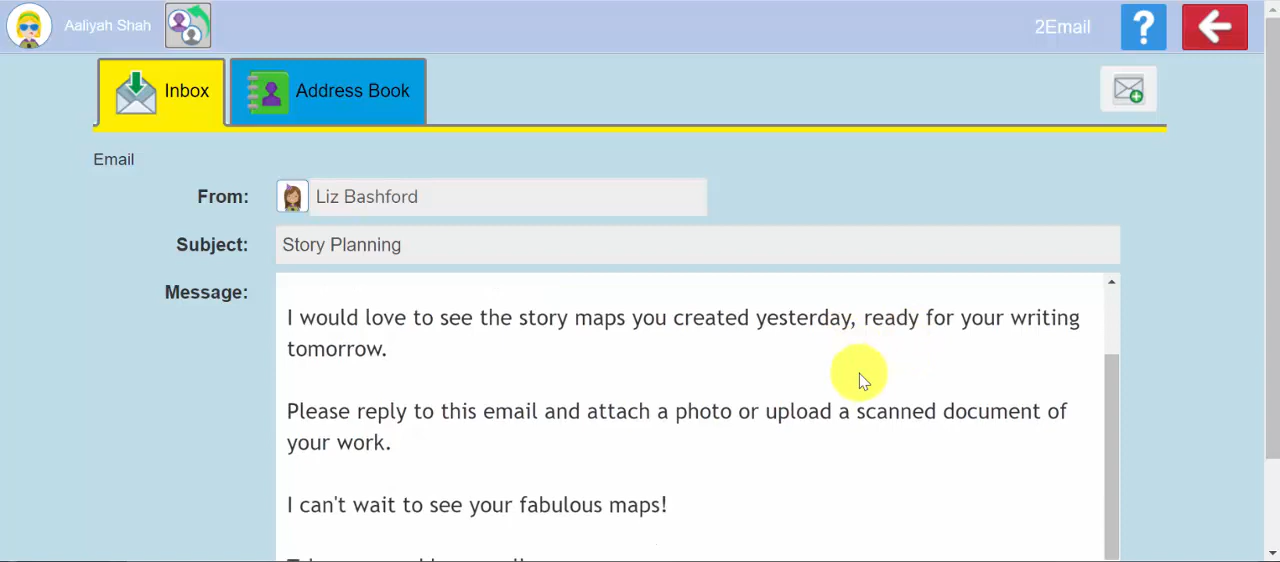 Aaliyah Shah
2Email
?
Inbox
Address Book
Email
From: Liz Bashford
Subject: Story Planning
Message:
I would love to see the story maps you created yesterday, ready for your writing
tomorrow.
Please reply to this email and attach a photo or upload a scanned document of
your work.
I can't wait to see your fabulous maps!